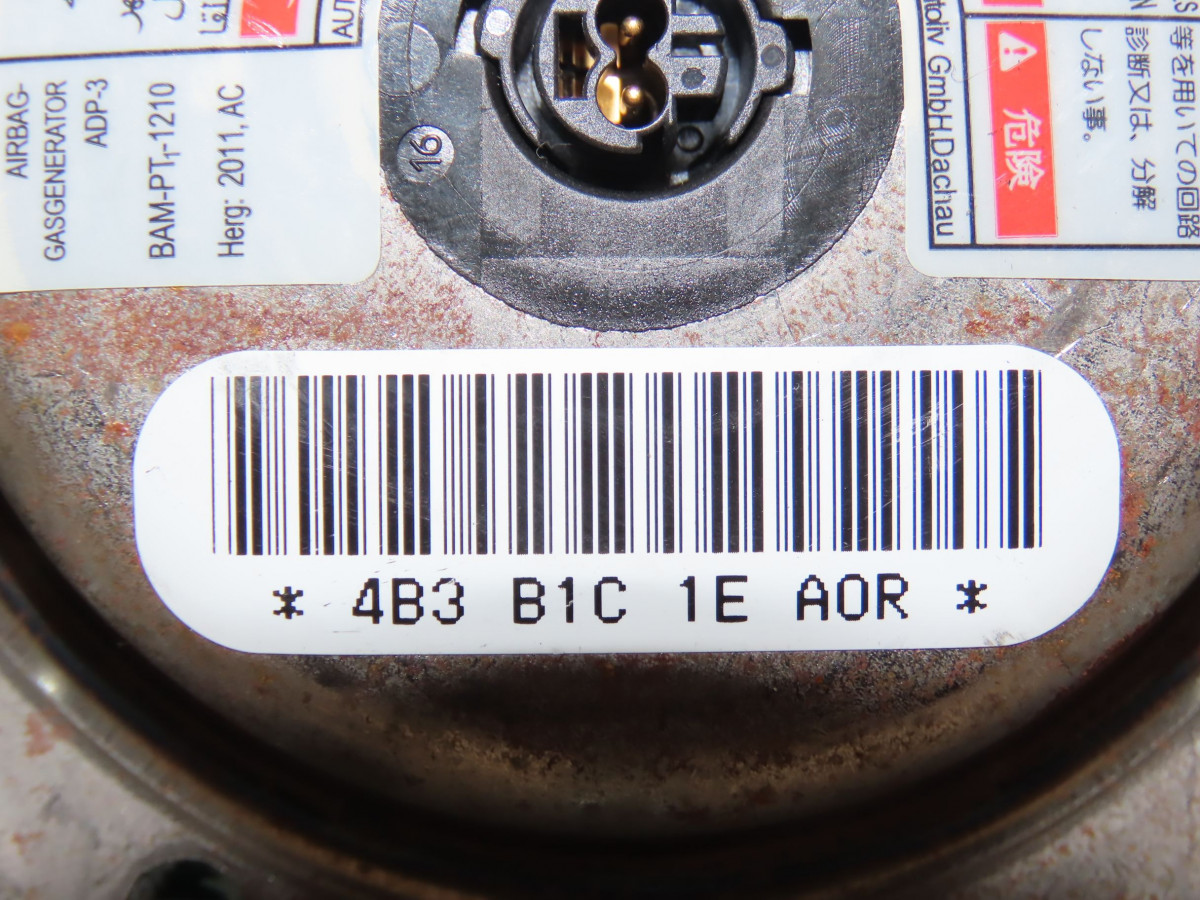 AIRBAG-
GASGENERATOR
ADP-3
BAM-PT₁-1210
Herg: 2011, AC
16
GmbH.Dachau
危険
等を用いての回路
診断又は、分解
しない事。
* 4B3 B1C 1E AOR *